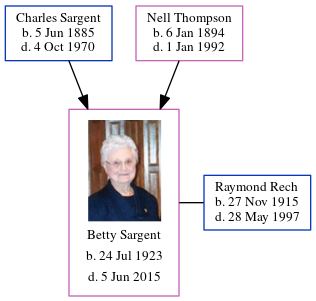 Charles Sargent
b. 5 Jun 1885
d. 4 Oct 1970
Nell Thompson
b. 6 Jan 1894
d. 1 Jan 1992
Betty Sargent
b. 24 Jul 1923
d. 5 Jun 2015
Raymond Rech
b. 27 Nov 1915
d. 28 May 1997